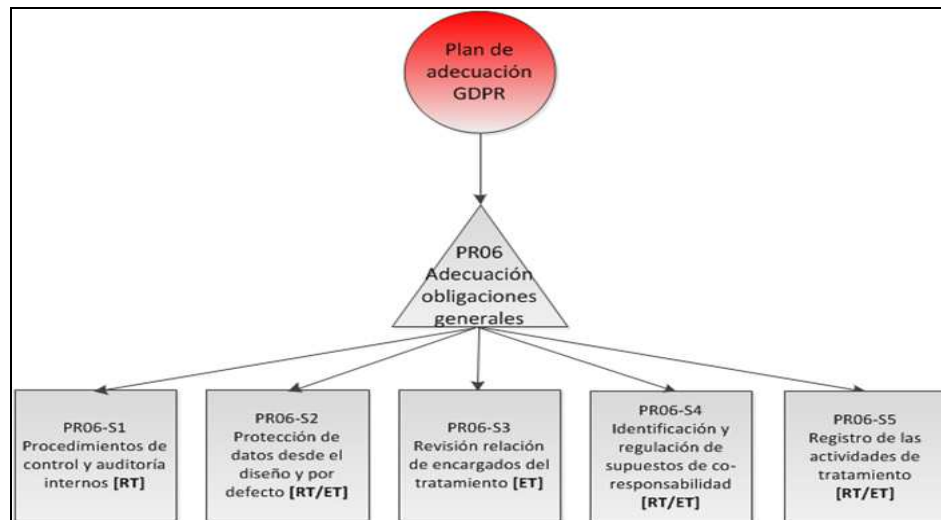 Plan de
adecuación
GDPR
PR06
Adecuación
obligaciones
generales
PR06-S1
Procedimientos de
control y auditoría
internos [RT]
PR06-S2
Protección de
datos desde el
diseño y por
defecto [RT/ET]
PR06-S3
Revisión relación
de encargados del
tratamiento [ET]
PR06-S4
Identificación y
regulación de
supuestos de co-
responsabilidad
[RT/ET]
PR06-S5
Registro de las
actividades de
tratamiento
[RT/ET]